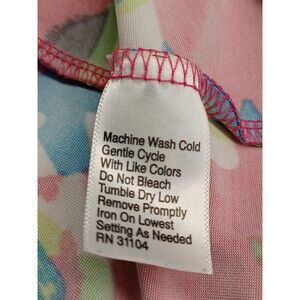 Machine Wash Cold
Gentle Cycle
With Like Colors
Do Not Bleach
Tumble Dry Low
Remove Promptly
Iron On Lowest
Setting As Needed
RN 31104